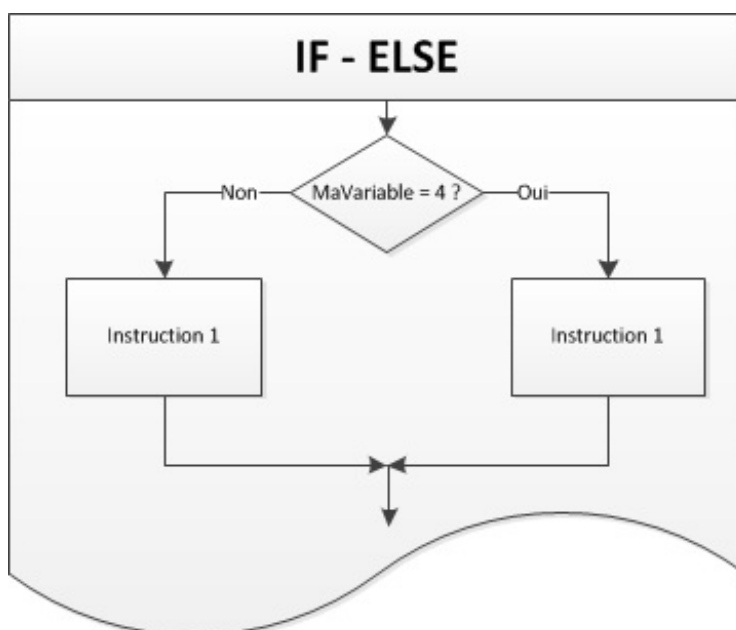 IF - ELSE
Non
MaVariable = 4 ?
Oui
Instruction 1
Instruction 1